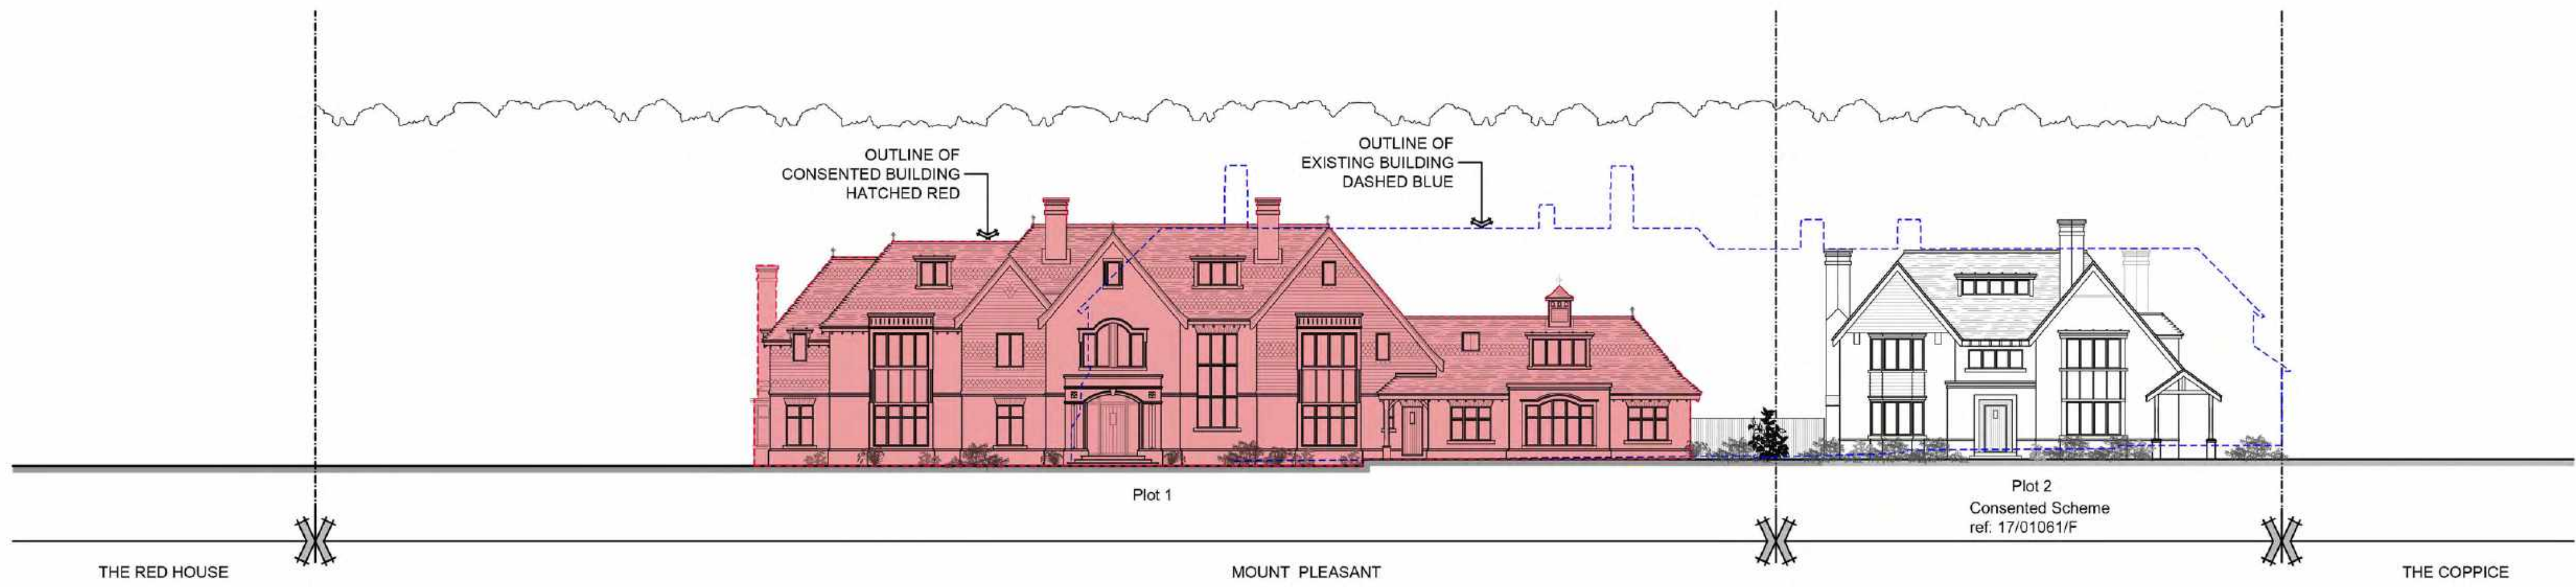 OUTLINE OF
CONSENTED BUILDING
HATCHED RED
OUTLINE OF
EXISTING BUILDING
DASHED BLUE
Plot 1
Plot 2
Consented Scheme
ref: 17/01061/F
THE RED HOUSE
MOUNT PLEASANT
THE COPPICE